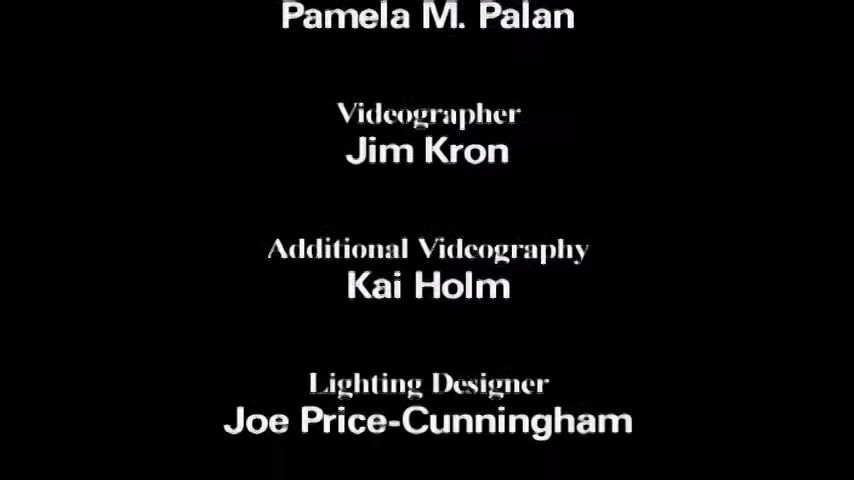 Pamela M. Palan
Videographer
Jim Kron
Additional Videography
Kai Holm
Lighting Designer
Joe Price-Cunningham